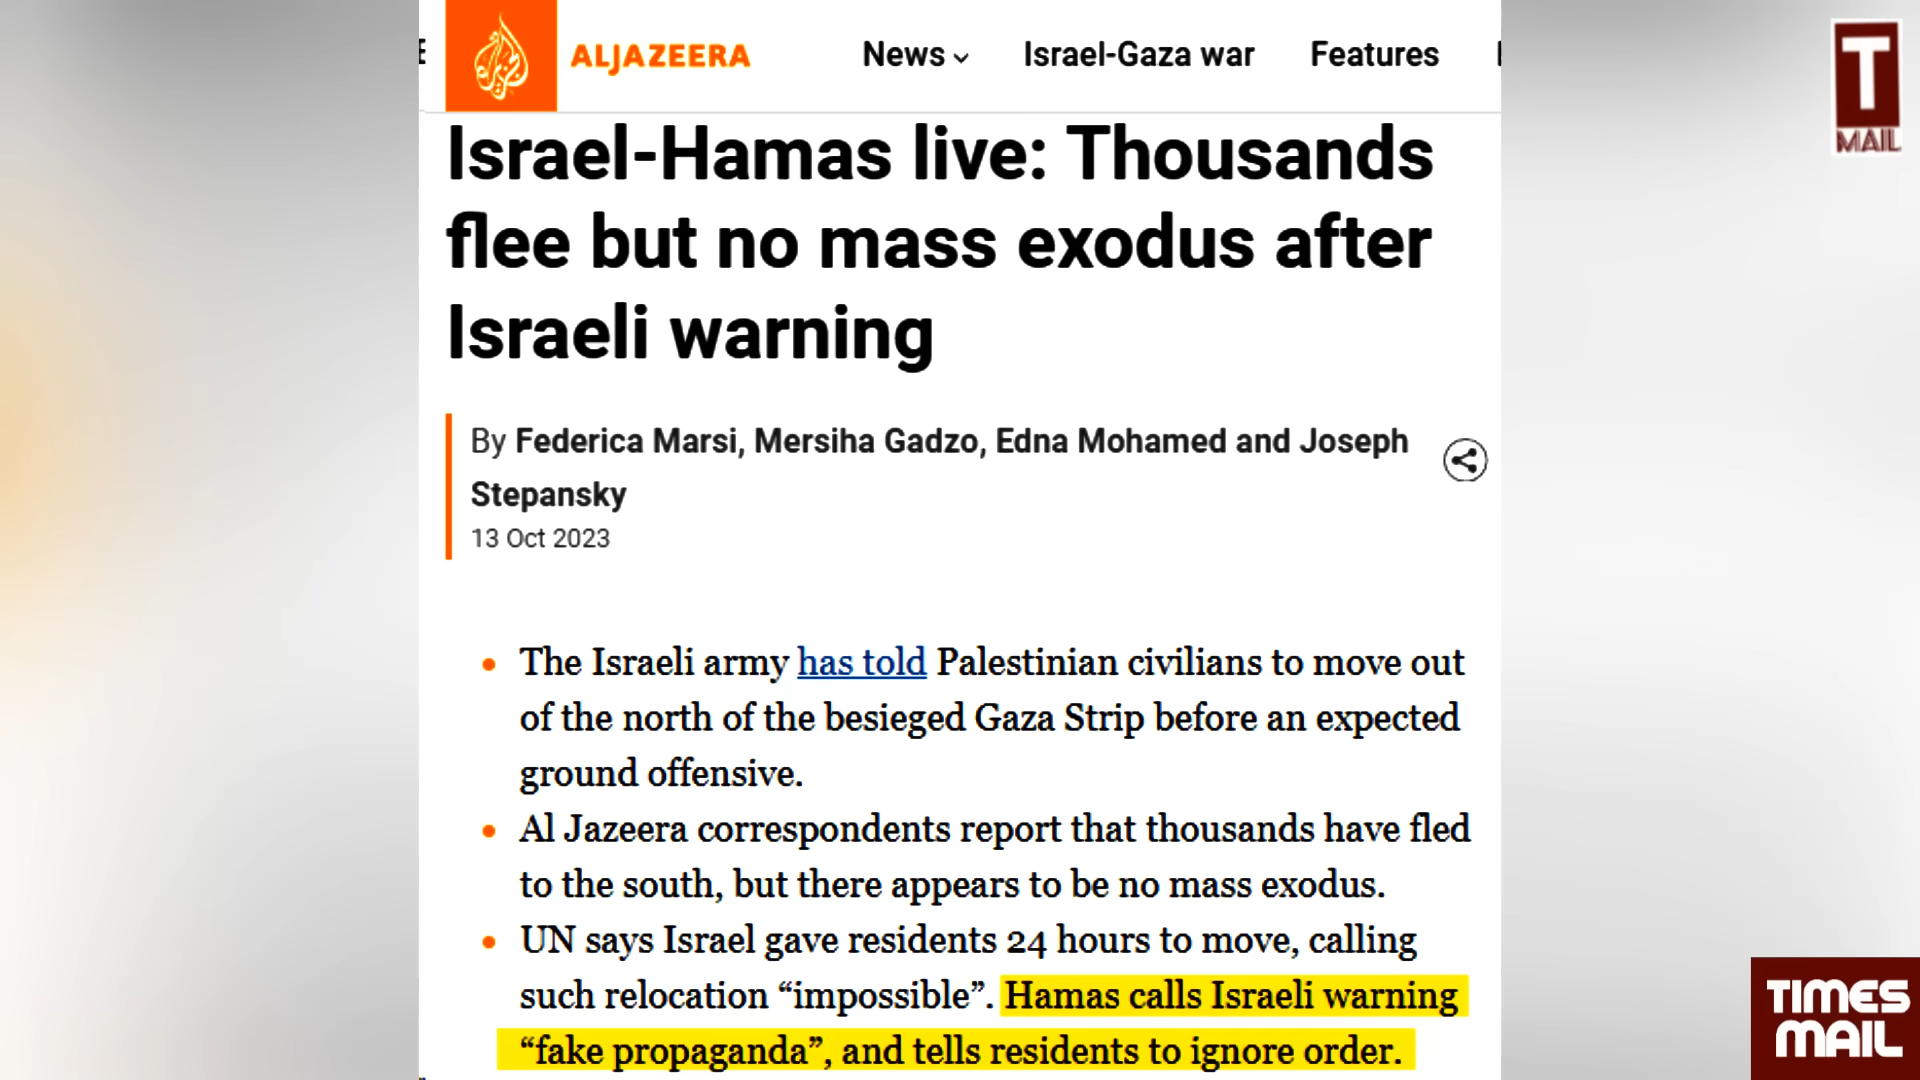 ALJAZEERA
News
Israel-Gaza war
Features
T
MAIL
Israel-Hamas live: Thousands
flee but no mass exodus after
Israeli warning
By Federica Marsi, Mersiha Gadzo, Edna Mohamed and Joseph
Stepansky
13 Oct 2023
• The Israeli army has told Palestinian civilians to move out
of the north of the besieged Gaza Strip before an expected
ground offensive.
• Al Jazeera correspondents report that thousands have fled
to the south, but there appears to be no mass exodus.
• UN says Israel gave residents 24 hours to move, calling
such relocation “impossible”. Hamas calls Israeli warning
“fake propaganda”, and tells residents to ignore order.
TIMES
MAIL